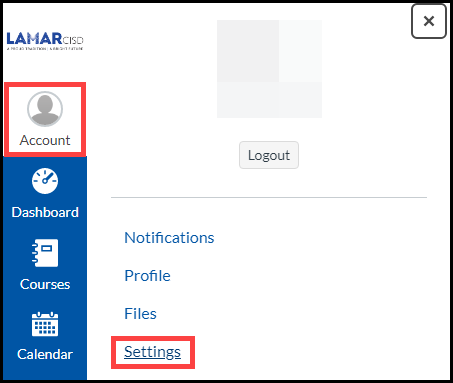 LAMAR CISD
A PROUD TRADITION | A BRIGHT FUTURE
Account
Dashboard
Courses
Calendar
Logout
Notifications
Profile
Files
Settings